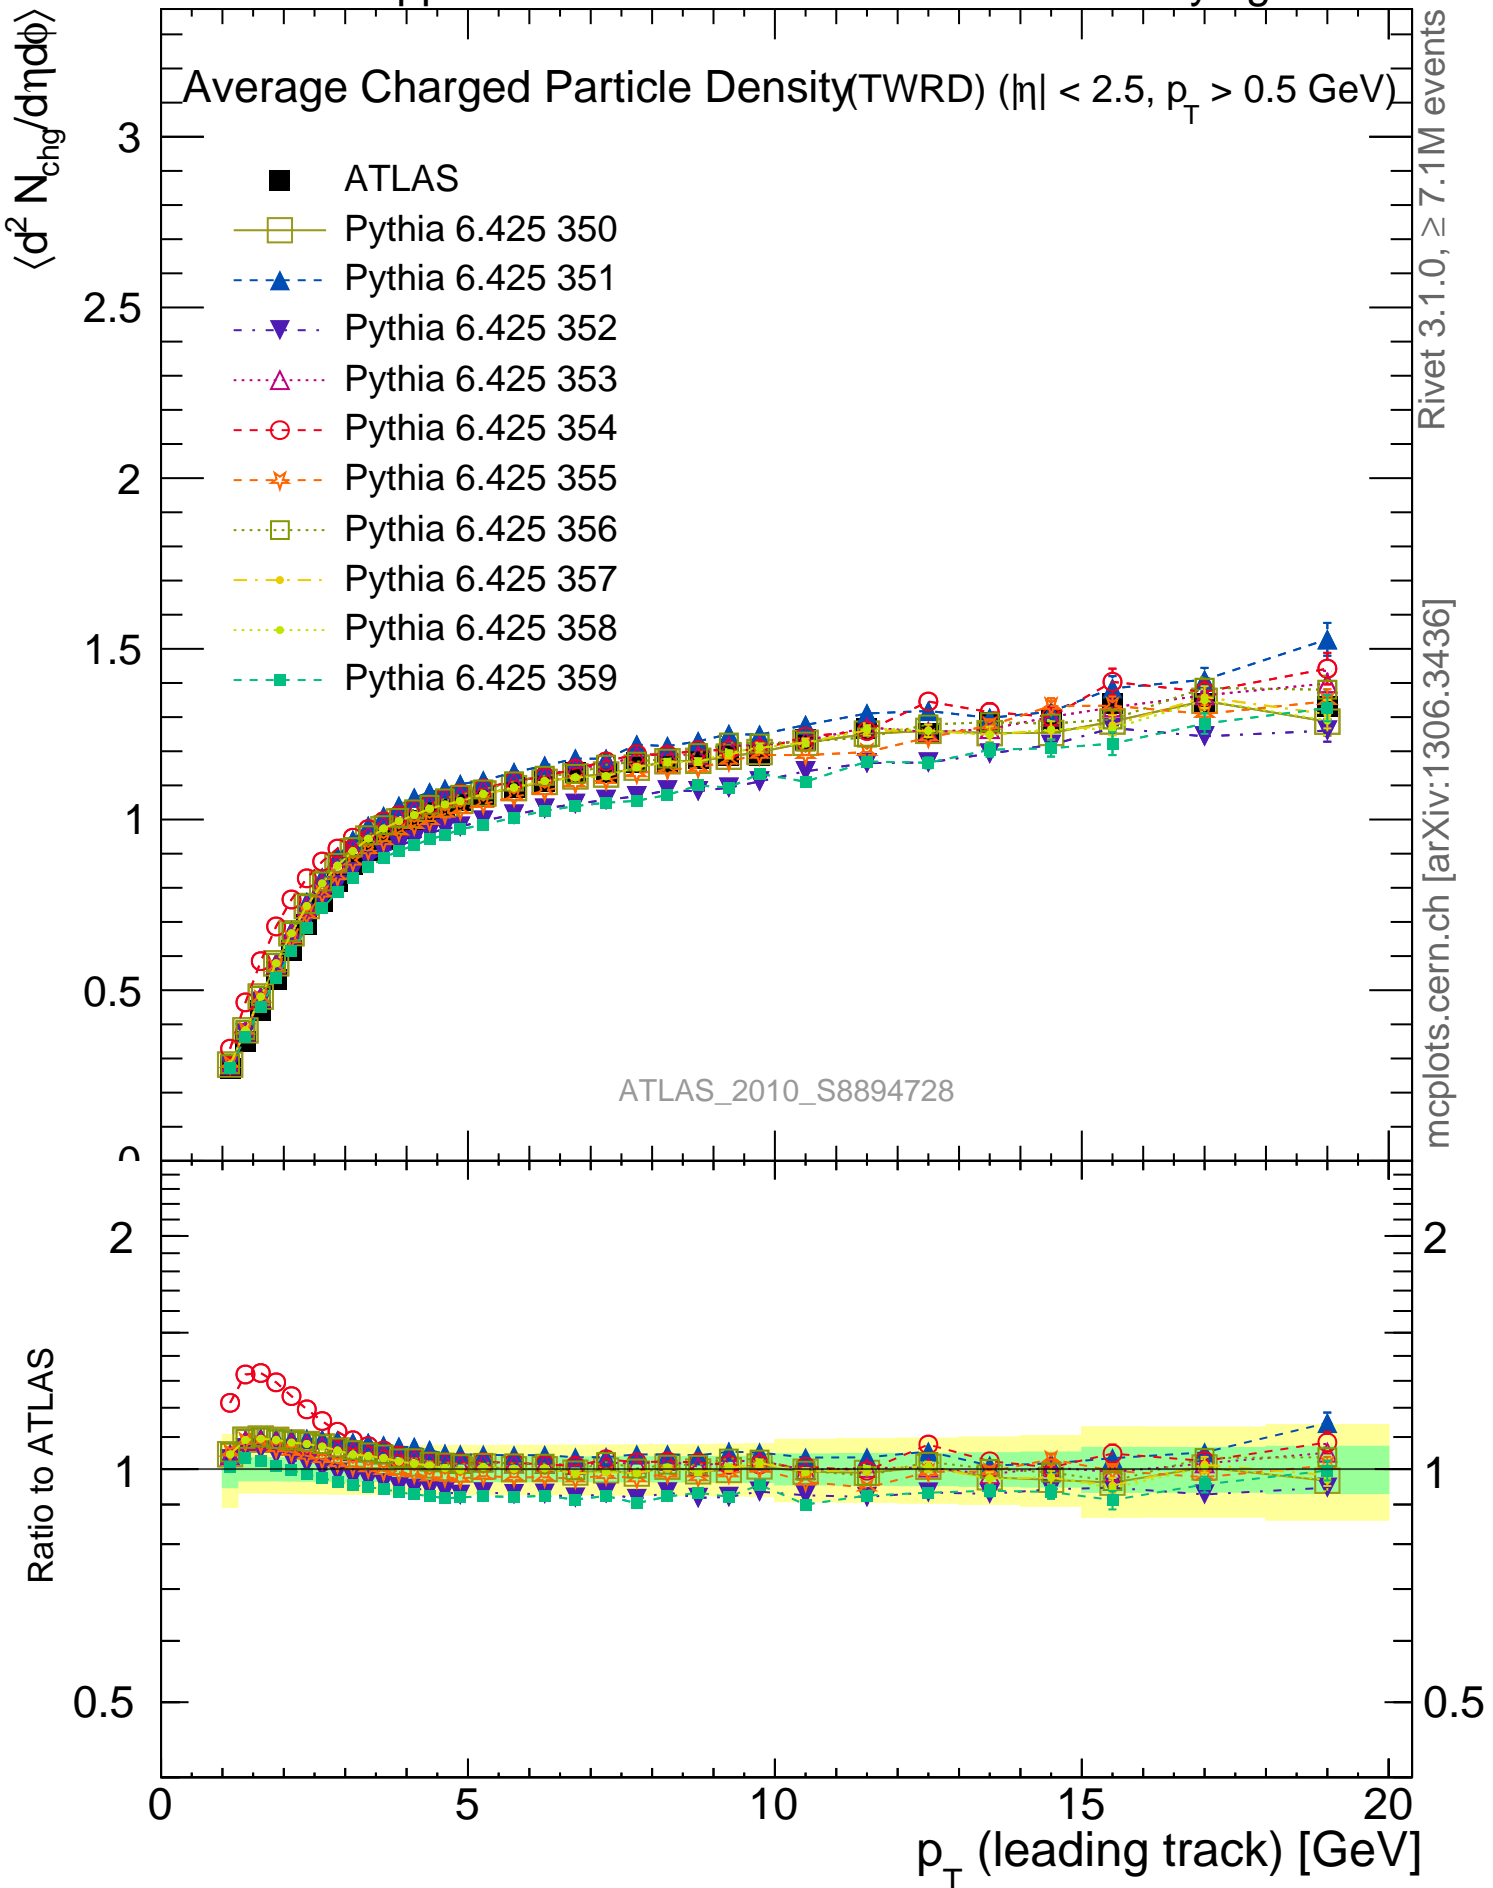 ⟨d² N_chg/dηdϕ⟩
Average Charged Particle Density (TWRD) (|η| < 2.5, p_T > 0.5 GeV)
ATLAS
Pythia 6.425 350
Pythia 6.425 351
Pythia 6.425 352
Pythia 6.425 353
Pythia 6.425 354
Pythia 6.425 355
Pythia 6.425 356
Pythia 6.425 357
Pythia 6.425 358
Pythia 6.425 359
3
2.5
2
1.5
1
0.5
0
ATLAS_2010_S8894728
Rivet 3.1.0, ≥ 7.1M events
mcplots.cern.ch [arXiv:1306.3436]
Ratio to ATLAS
2
1
0.5
2
1
0.5
0 5 10 15 20
p_T (leading track) [GeV]